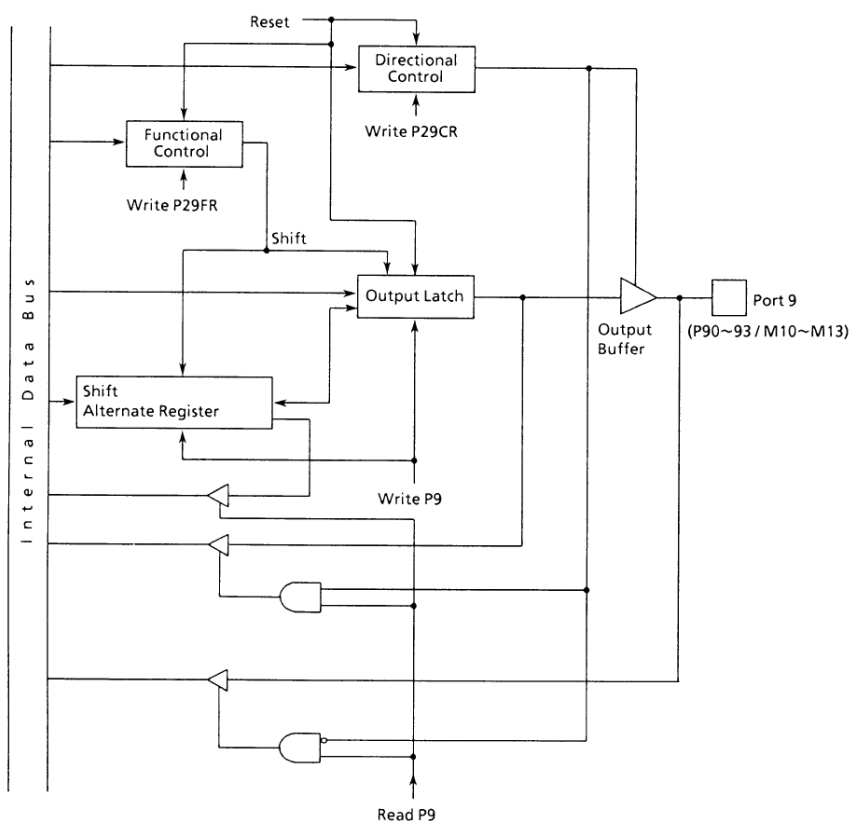 Reset
Directional
Control
Write P29CR
Functional
Control
Write P29FR
Shift
Output Latch
Port 9
(P90~93 / M10~M13)
Output
Buffer
Shift
Alternate Register
Internal Data Bus
Write P9
Read P9